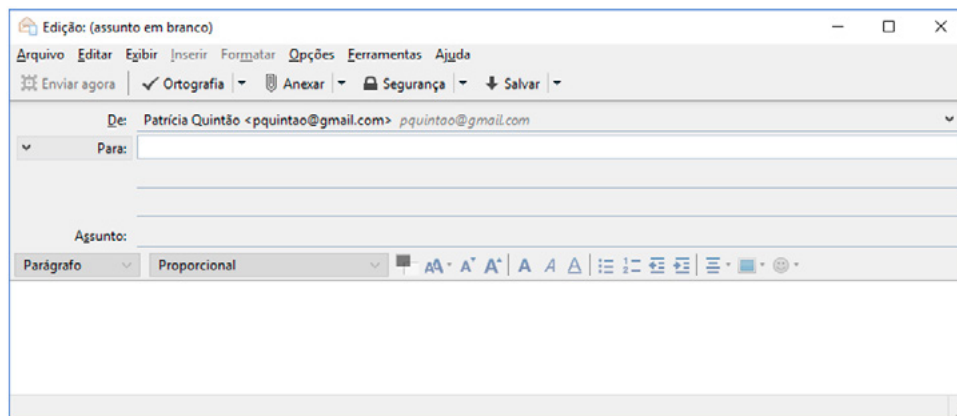 Edição: (assunto em branco)
Arquivo Editar Exibir Inserir Formatar Opções Ferramentas Ajuda
Enviar agora Ortografia Anexar Segurança Salvar
De: Patrícia Quintão <pquintao@gmail.com> pquintao@gmail.com
Para:
Assunto:
Parágrafo Proporcional